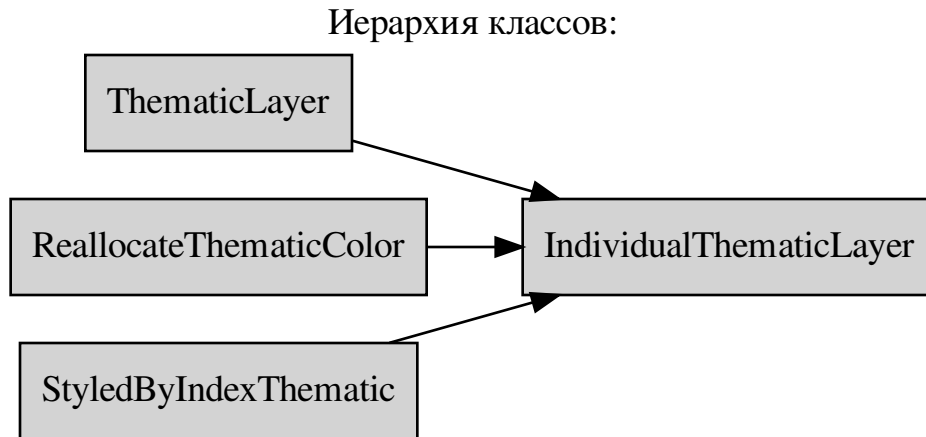 Иерархия классов:
ThematicLayer
ReallocateThematicColor
IndividualThematicLayer
StyledByIndexThematic